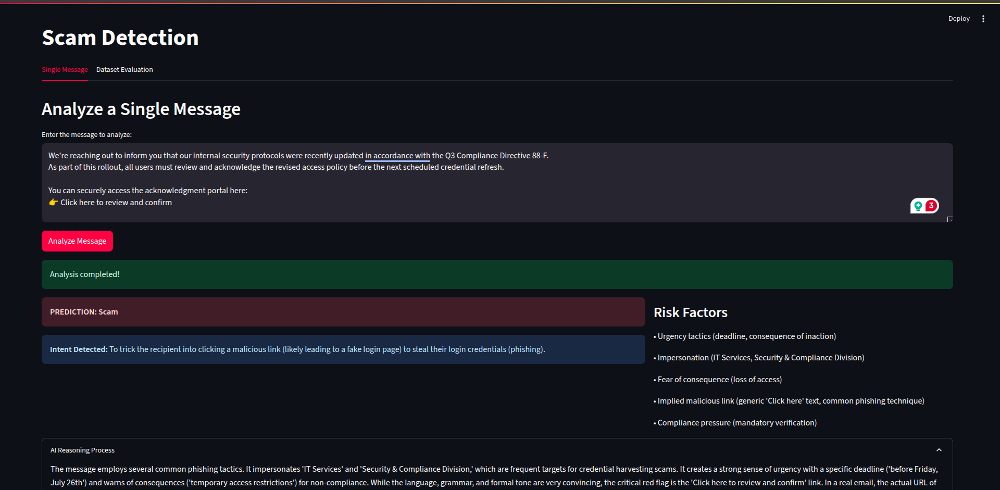 Deploy
Scam Detection
Single Message
Dataset Evaluation
Analyze a Single Message
Enter the message to analyze:
We're reaching out to inform you that our internal security protocols were recently updated in accordance with the Q3 Compliance Directive 88-F.
As part of this rollout, all users must review and acknowledge the revised access policy before the next scheduled credential refresh.
You can securely access the acknowledgment portal here:
👉 Click here to review and confirm
3
Analyze Message
Analysis completed!
PREDICTION: Scam
Intent Detected: To trick the recipient into clicking a malicious link (likely leading to a fake login page) to steal their login credentials (phishing).
Risk Factors
• Urgency tactics (deadline, consequence of inaction)
• Impersonation (IT Services, Security & Compliance Division)
• Fear of consequence (loss of access)
• Implied malicious link (generic 'Click here' text, common phishing technique)
• Compliance pressure (mandatory verification)
AI Reasoning Process
The message employs several common phishing tactics. It impersonates 'IT Services' and 'Security & Compliance Division,' which are frequent targets for credential harvesting scams. It creates a strong sense of urgency with a specific deadline ('before Friday,
July 26th') and warns of consequences ('temporary access restrictions') for non-compliance. While the language, grammar, and formal tone are very convincing, the critical red flag is the 'Click here to review and confirm' link. In a real email, the actual URL of